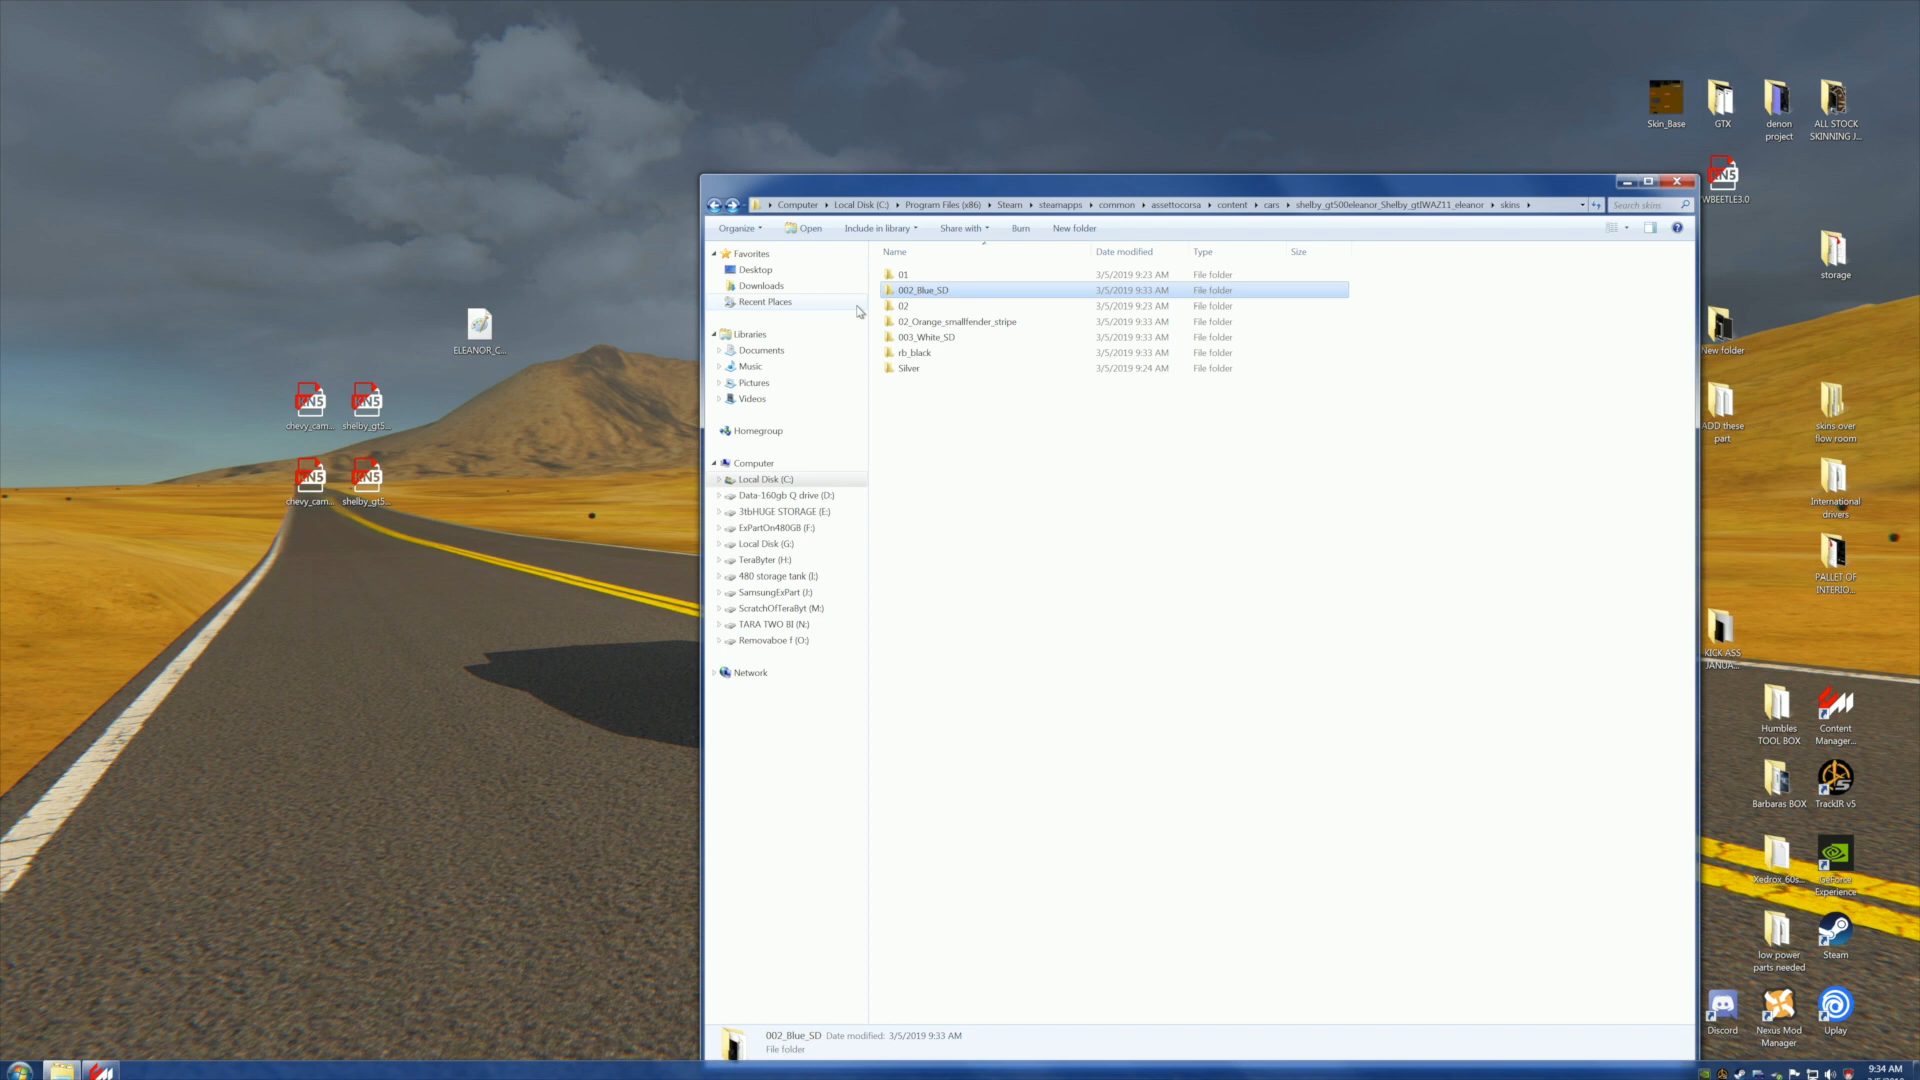 Skin_Base
GTX
denon
project
ALL STOCK
SKINNING J...
WBEETLE3.0
storage
New folder
ADD these
part
skins over
flow room
International
drivers
PALLET OF
INTERIO...
KICK ASS
JANUA...
Humbles
TOOL BOX
Content
Manager...
Barbaras BOX
TrackIR v5
Xedrox_60s...
GeForce
Experience
low power
parts needed
Steam
Discord
Nexus Mod
Manager
Uplay
ELEANOR_C...
KN5
chevy_cam...
KN5
shelby_gt5...
KN5
chevy_cam...
KN5
shelby_gt5...
Computer Local Disk (C:) Program Files (x86) Steam steamapps common assettocorsa content cars shelby_gt500eleanor_Shelby_gtIWAZ11_eleanor skins
Search skins
Organize Open Include in library Share with Burn New folder
Favorites
Desktop
Downloads
Recent Places
Libraries
Documents
Music
Pictures
Videos
Homegroup
Computer
Local Disk (C:)
Data-160gb Q drive (D:)
3tbHUGE STORAGE (E:)
ExPartOn480GB (F:)
Local Disk (G:)
TeraByter (H:)
480 storage tank (I:)
SamsungExPart (J:)
ScratchOfTeraByt (M:)
TARA TWO BI (N:)
Removaboe f (O:)
Network
Name Date modified Type Size
01 3/5/2019 9:23 AM File folder
002_Blue_SD 3/5/2019 9:33 AM File folder
02 3/5/2019 9:23 AM File folder
02_Orange_smallfender_stripe 3/5/2019 9:33 AM File folder
003_White_SD 3/5/2019 9:33 AM File folder
rb_black 3/5/2019 9:33 AM File folder
Silver 3/5/2019 9:24 AM File folder
002_Blue_SD Date modified: 3/5/2019 9:33 AM
File folder
9:34 AM